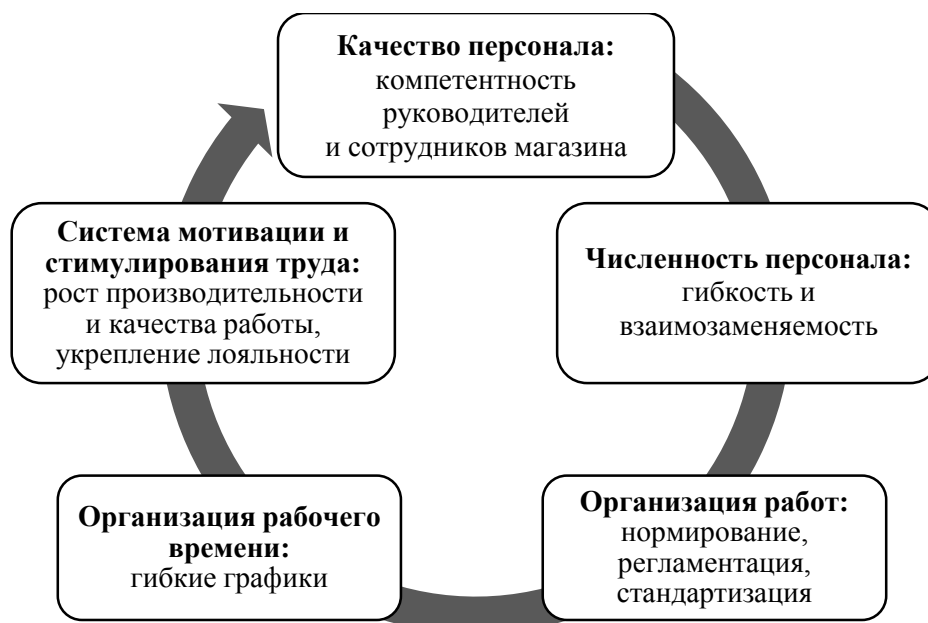 Качество персонала:
компетентность
руководителей
и сотрудников магазина
Численность персонала:
гибкость и
взаимозаменяемость
Организация работ:
нормирование,
регламентация,
стандартизация
Организация рабочего
времени:
гибкие графики
Система мотивации и
стимулирования труда:
рост производительности
и качества работы,
укрепление лояльности